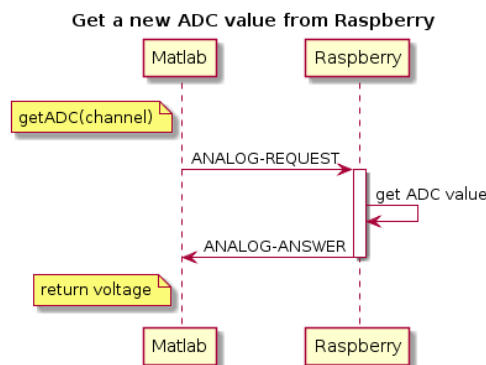 Get a new ADC value from Raspberry
Matlab
Raspberry
getADC(channel)
ANALOG-REQUEST
get ADC value
ANALOG-ANSWER
return voltage
Matlab
Raspberry